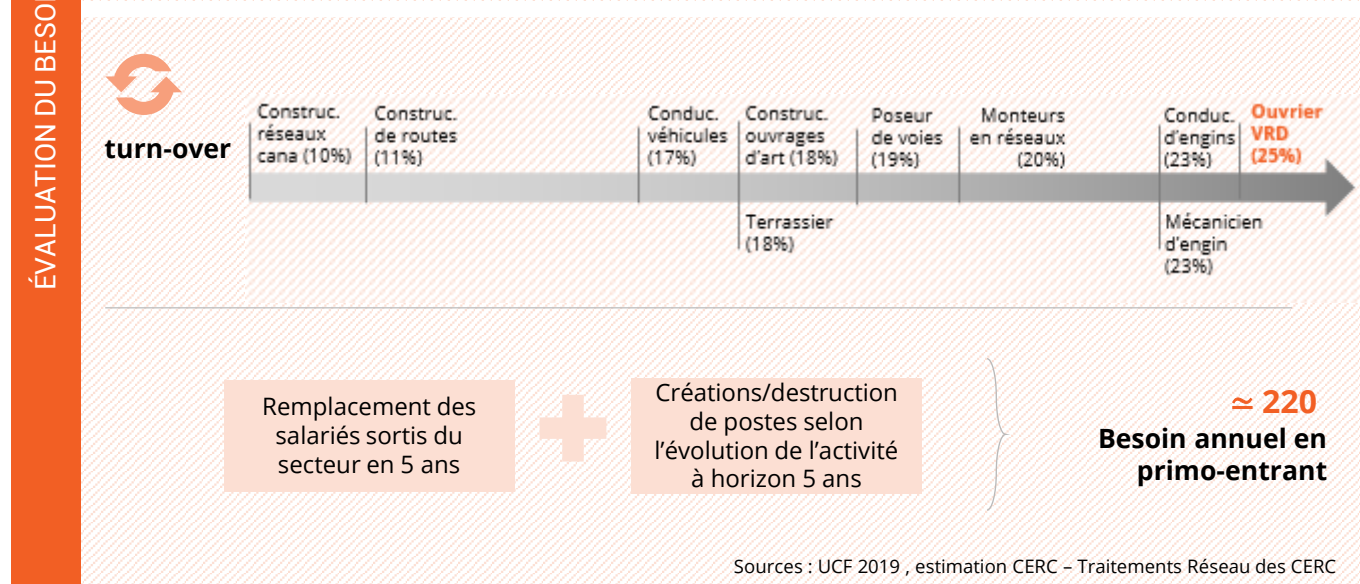 ÉVALUATION DU BESO
turn-over
Construc.
réseaux
cana (10%)
Construc.
de routes
(11%)
Conduc.
véhicules
(17%)
Construc.
ouvrages
d'art (18%)
Poseur
de voies
(19%)
Monteurs
en réseaux
(20%)
Conduc.
d'engins
(23%)
Ouvrier
VRD
(25%)
Terrassier
(18%)
Mécanicien
d'engin
(23%)
Remplacement des
salariés sortis du
secteur en 5 ans
Créations/destruction
de postes selon
l'évolution de l'activité
à horizon 5 ans
≃ 220
Besoin annuel en
primo-entrant
Sources : UCF 2019 , estimation CERC – Traitements Réseau des CERC